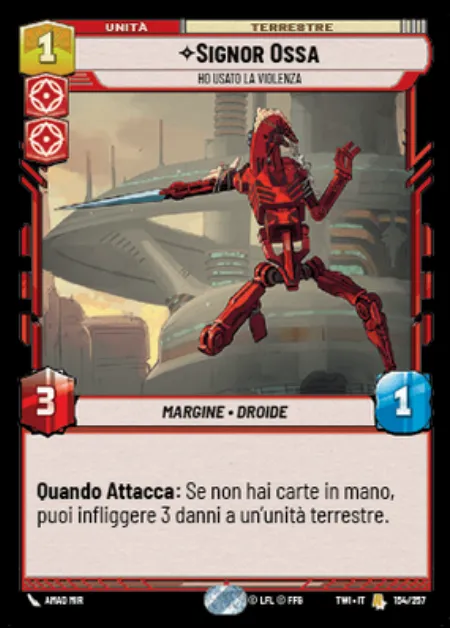 UNITÀ
TERRESTRE
1
✧Signor Ossa
HO USATO LA VIOLENZA
3
MARGINE • DROIDE
1
Quando Attacca: Se non hai carte in mano,
puoi infliggere 3 danni a un'unità terrestre.
AMAD MIR
© LFL © FFG
TWI • IT
154/257